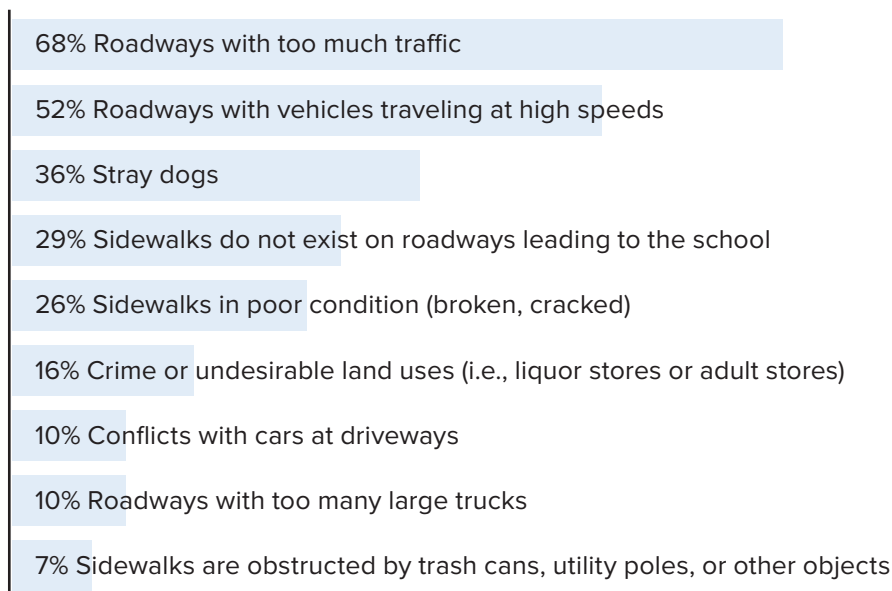 68% Roadways with too much traffic
52% Roadways with vehicles traveling at high speeds
36% Stray dogs
29% Sidewalks do not exist on roadways leading to the school
26% Sidewalks in poor condition (broken, cracked)
16% Crime or undesirable land uses (i.e., liquor stores or adult stores)
10% Conflicts with cars at driveways
10% Roadways with too many large trucks
7% Sidewalks are obstructed by trash cans, utility poles, or other objects